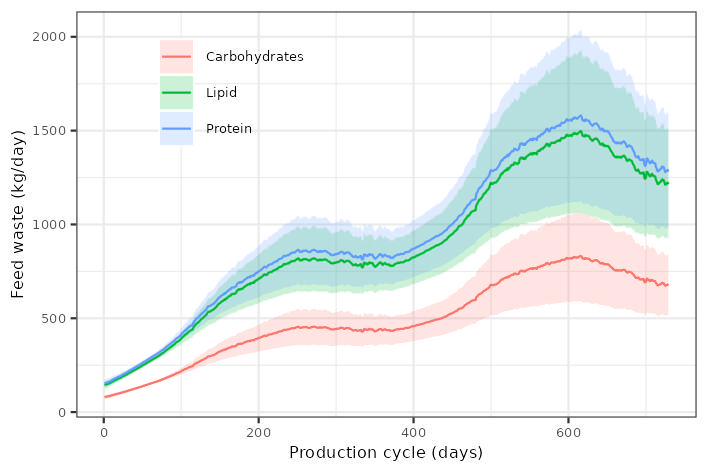 2000
1500
1000
500
0
Feed waste (kg/day)
Carbohydrates
Lipid
Protein
0 200 400 600
Production cycle (days)